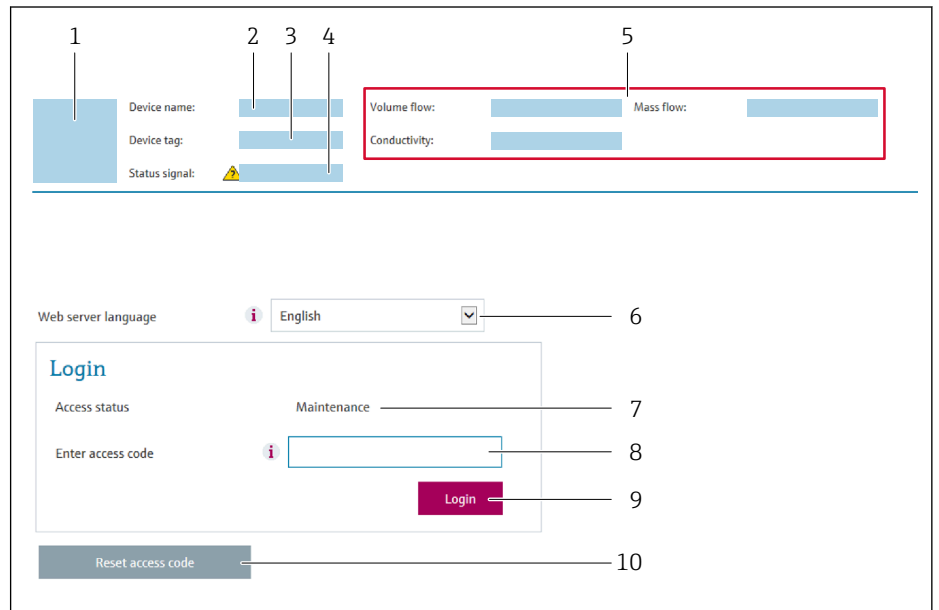 1 2 3 4 5
Device name: Volume flow: Mass flow:
Device tag: Conductivity:
Status signal: ?
Web server language i English 6
Login
Access status Maintenance 7
Enter access code i 8
Login 9
Reset access code 10